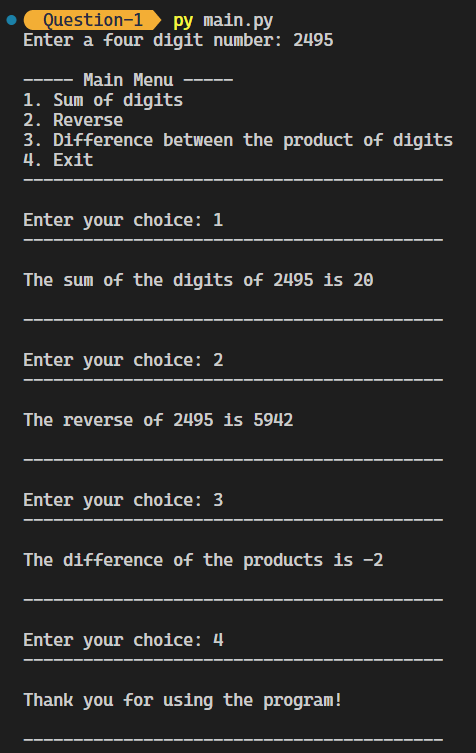 Question-1 py main.py
Enter a four digit number: 2495
----- Main Menu -----
1. Sum of digits
2. Reverse
3. Difference between the product of digits
4. Exit
------------------------------------------
Enter your choice: 1
------------------------------------------
The sum of the digits of 2495 is 20
------------------------------------------
Enter your choice: 2
------------------------------------------
The reverse of 2495 is 5942
------------------------------------------
Enter your choice: 3
------------------------------------------
The difference of the products is -2
------------------------------------------
Enter your choice: 4
------------------------------------------
Thank you for using the program!
------------------------------------------